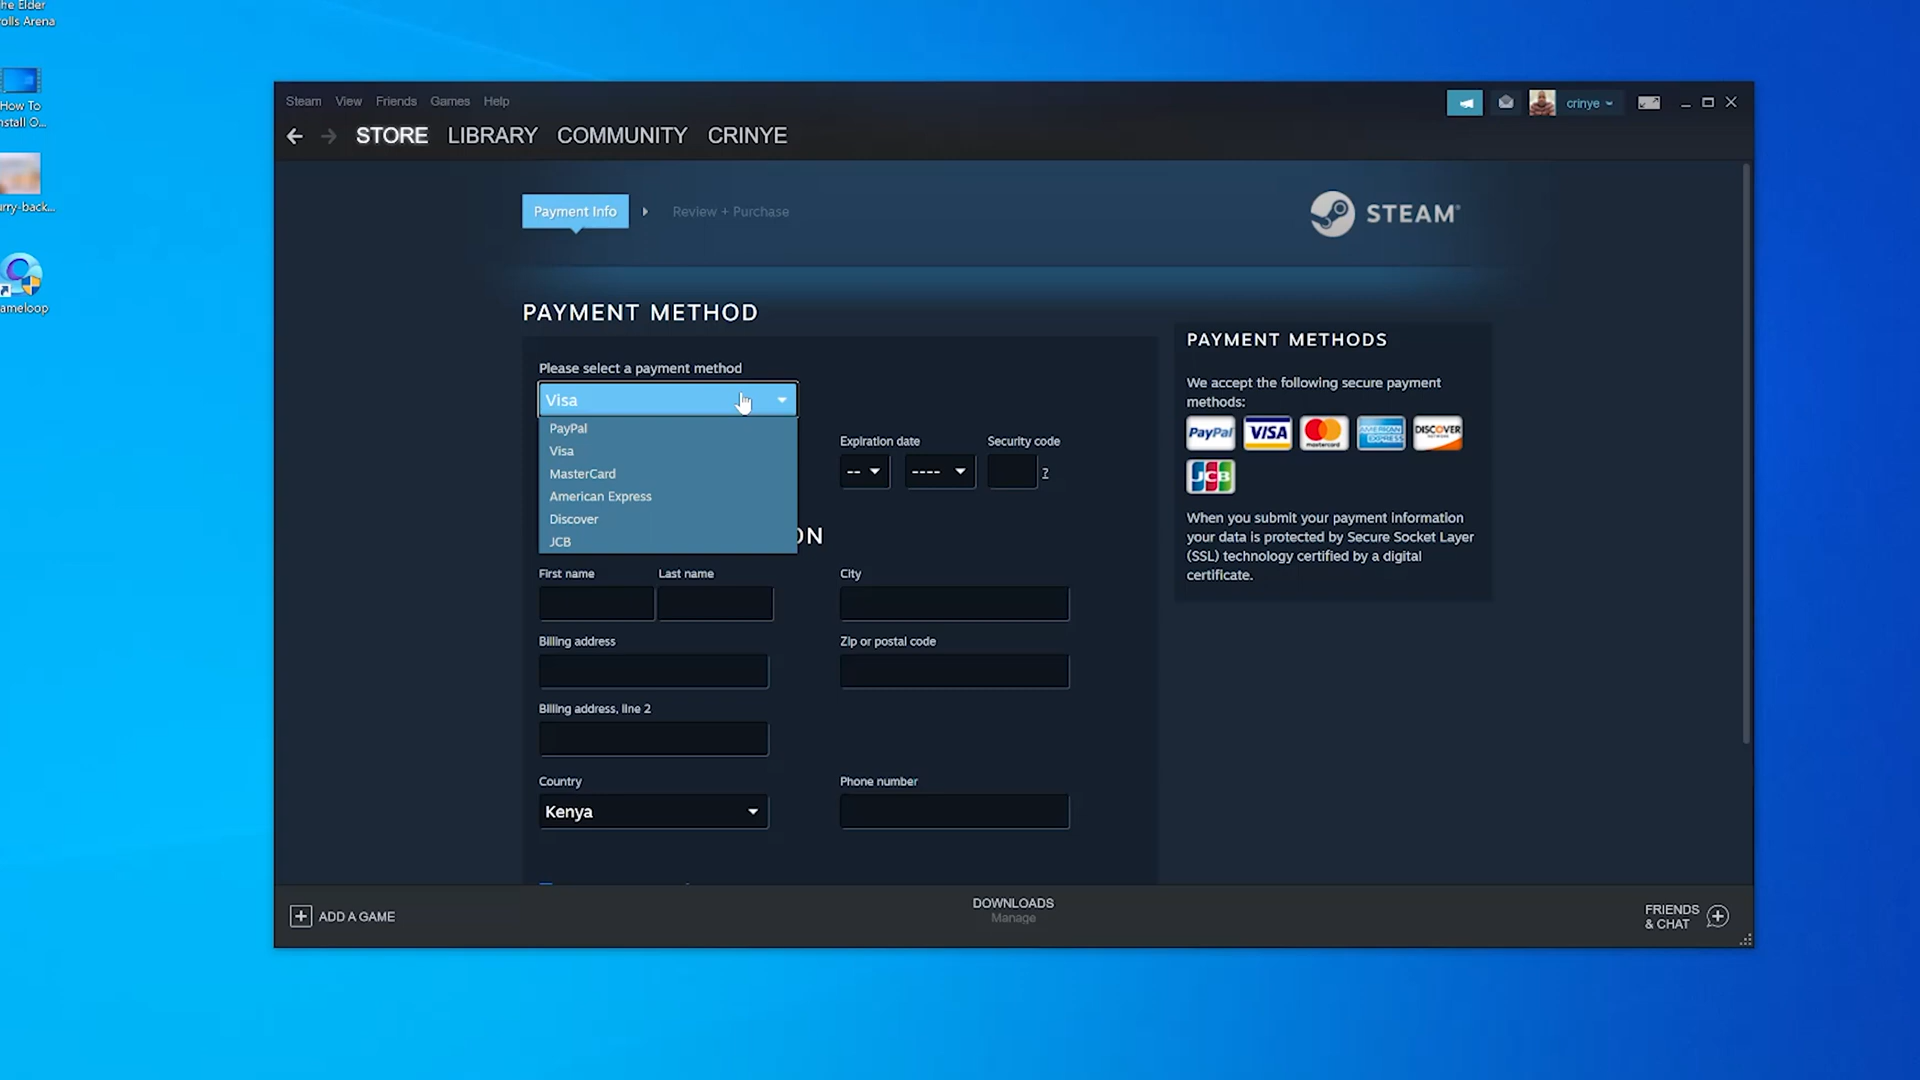 he Elder
olls Arena
How To
nstall O...
urry-back...
ameloop
Steam View Friends Games Help
crinye
STORE LIBRARY COMMUNITY CRINYE
Payment Info
Review + Purchase
STEAM®
PAYMENT METHOD
Please select a payment method
Visa
PayPal
Visa
MasterCard
American Express
Discover
JCB
Expiration date
Security code
--
----
?
ON
First name
Last name
City
Billing address
Zip or postal code
Billing address, line 2
Country
Phone number
Kenya
PAYMENT METHODS
We accept the following secure payment
methods:
PayPal VISA mastercard AMERICAN EXPRESS DISCOVER
JCB
When you submit your payment information
your data is protected by Secure Socket Layer
(SSL) technology certified by a digital
certificate.
ADD A GAME
DOWNLOADS
Manage
FRIENDS
& CHAT